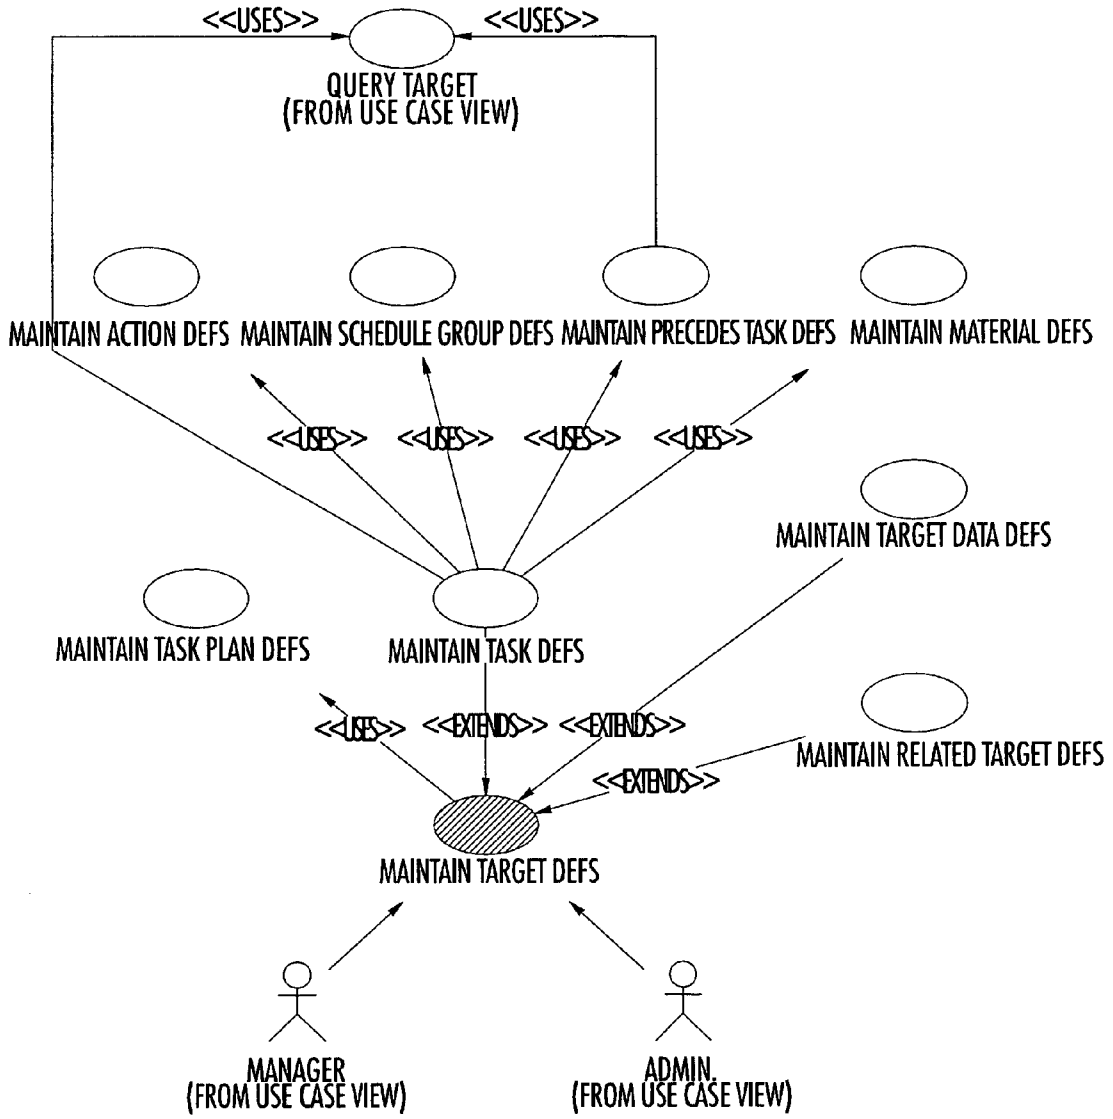 <<USES>> <<USES>>
QUERY TARGET
(FROM USE CASE VIEW)
MAINTAIN ACTION DEFS MAINTAIN SCHEDULE GROUP DEFS MAINTAIN PRECEDES TASK DEFS MAINTAIN MATERIAL DEFS
<<USES>> <<USES>> <<USES>> <<USES>>
MAINTAIN TARGET DATA DEFS
MAINTAIN TASK PLAN DEFS MAINTAIN TASK DEFS
<<USES>> <<EXTENDS>> <<EXTENDS>>
MAINTAIN RELATED TARGET DEFS
<<EXTENDS>>
MAINTAIN TARGET DEFS
MANAGER
(FROM USE CASE VIEW)
ADMIN.
(FROM USE CASE VIEW)